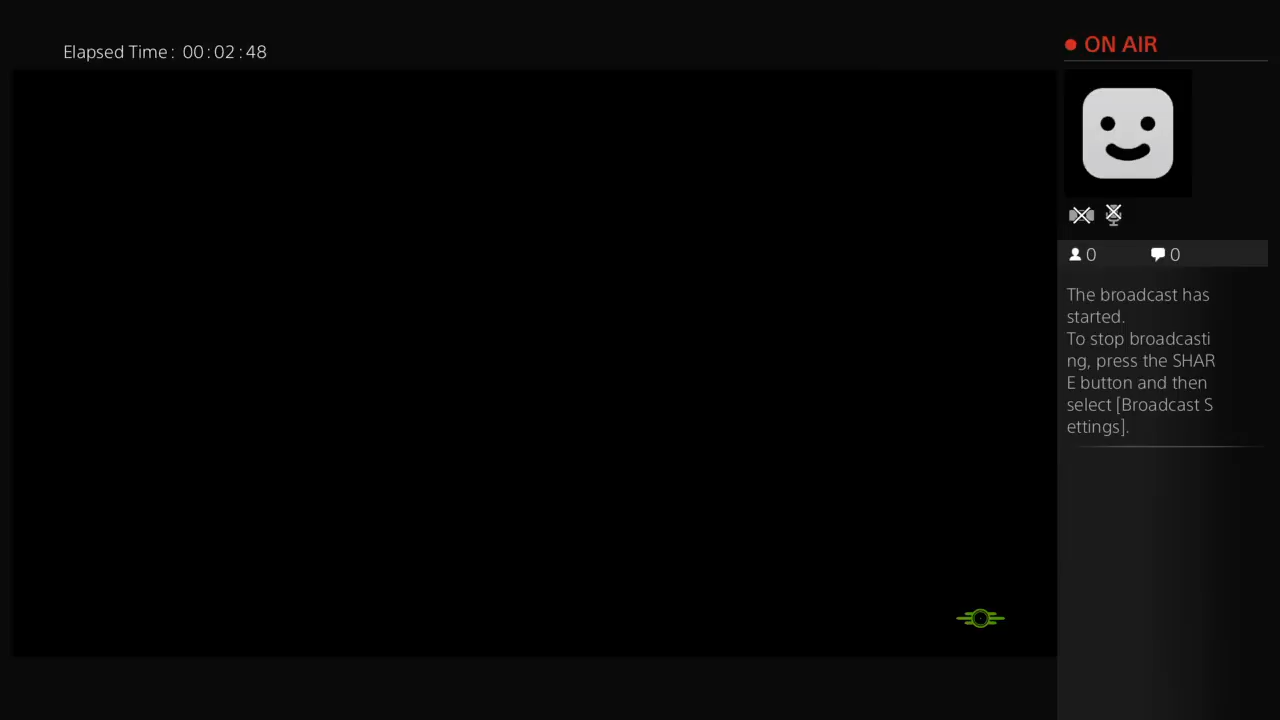 Elapsed Time: 00:02:48
ON AIR
0 0
The broadcast has
started.
To stop broadcasti
ng, press the SHAR
E button and then
select [Broadcast S
ettings].